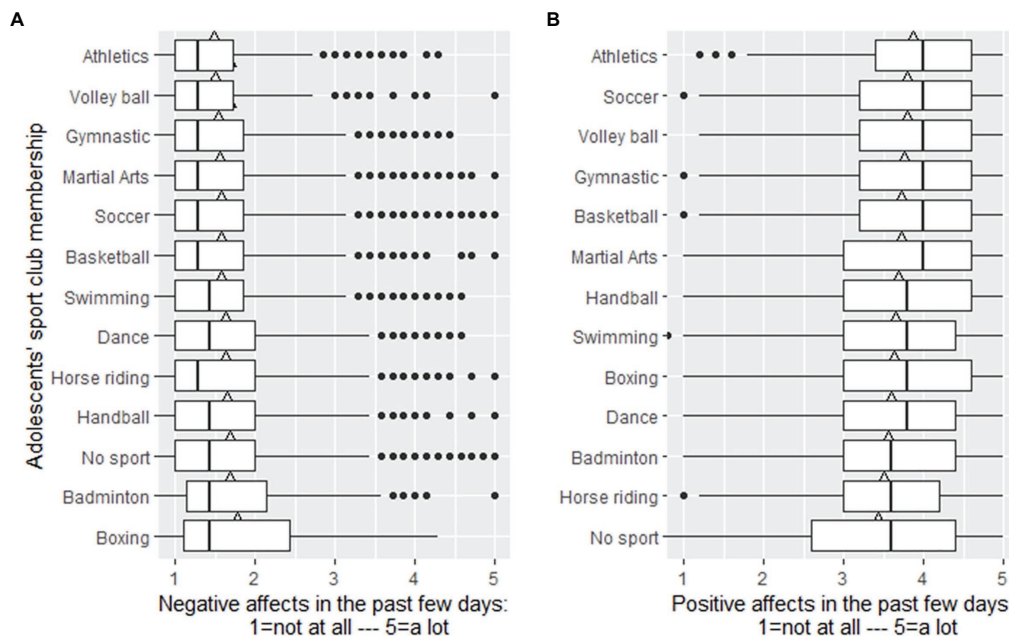 A
Adolescents' sport club membership
Athletics
Volley ball
Gymnastic
Martial Arts
Soccer
Basketball
Swimming
Dance
Horse riding
Handball
No sport
Badminton
Boxing
1 2 3 4 5
Negative affects in the past few days:
1=not at all --- 5=a lot
B
Athletics
Soccer
Volley ball
Gymnastic
Basketball
Martial Arts
Handball
Swimming
Boxing
Dance
Badminton
Horse riding
No sport
1 2 3 4 5
Positive affects in the past few days
1=not at all --- 5=a lot